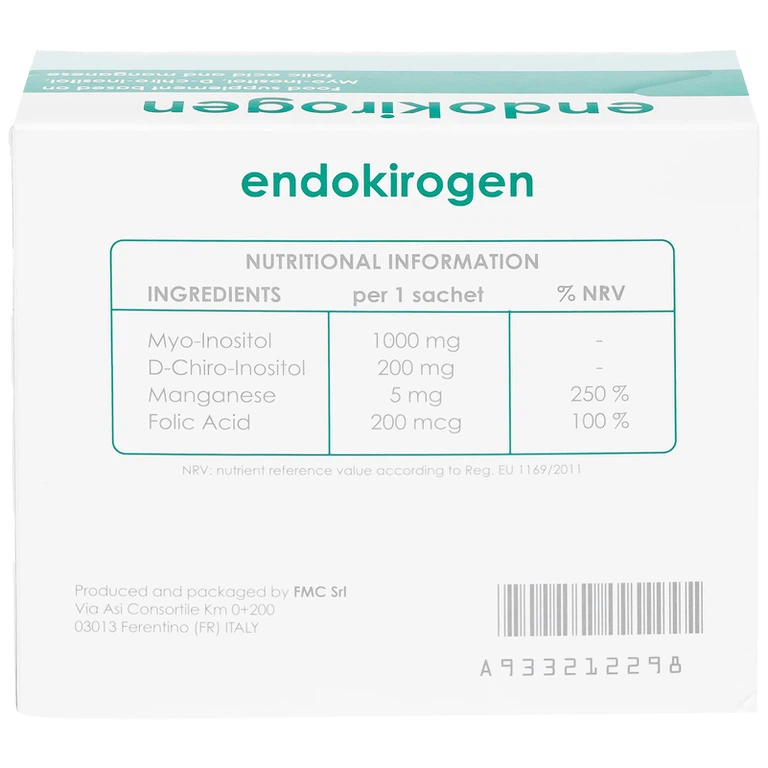 Food supplement based on
Myo-Inositol, D-chiro-Inositol,
folic acid and manganese
endokirogen
endokirogen
endokirogen
NUTRITIONAL INFORMATION
INGREDIENTS per 1 sachet % NRV
Myo-Inositol 1000 mg -
D-Chiro-Inositol 200 mg -
Manganese 5 mg 250 %
Folic Acid 200 mcg 100 %
NRV: nutrient reference value according to Reg. EU 1169/2011
Produced and packaged by FMC Srl
Via Asi Consortile Km 0+200
03013 Ferentino (FR) ITALY
A933212298